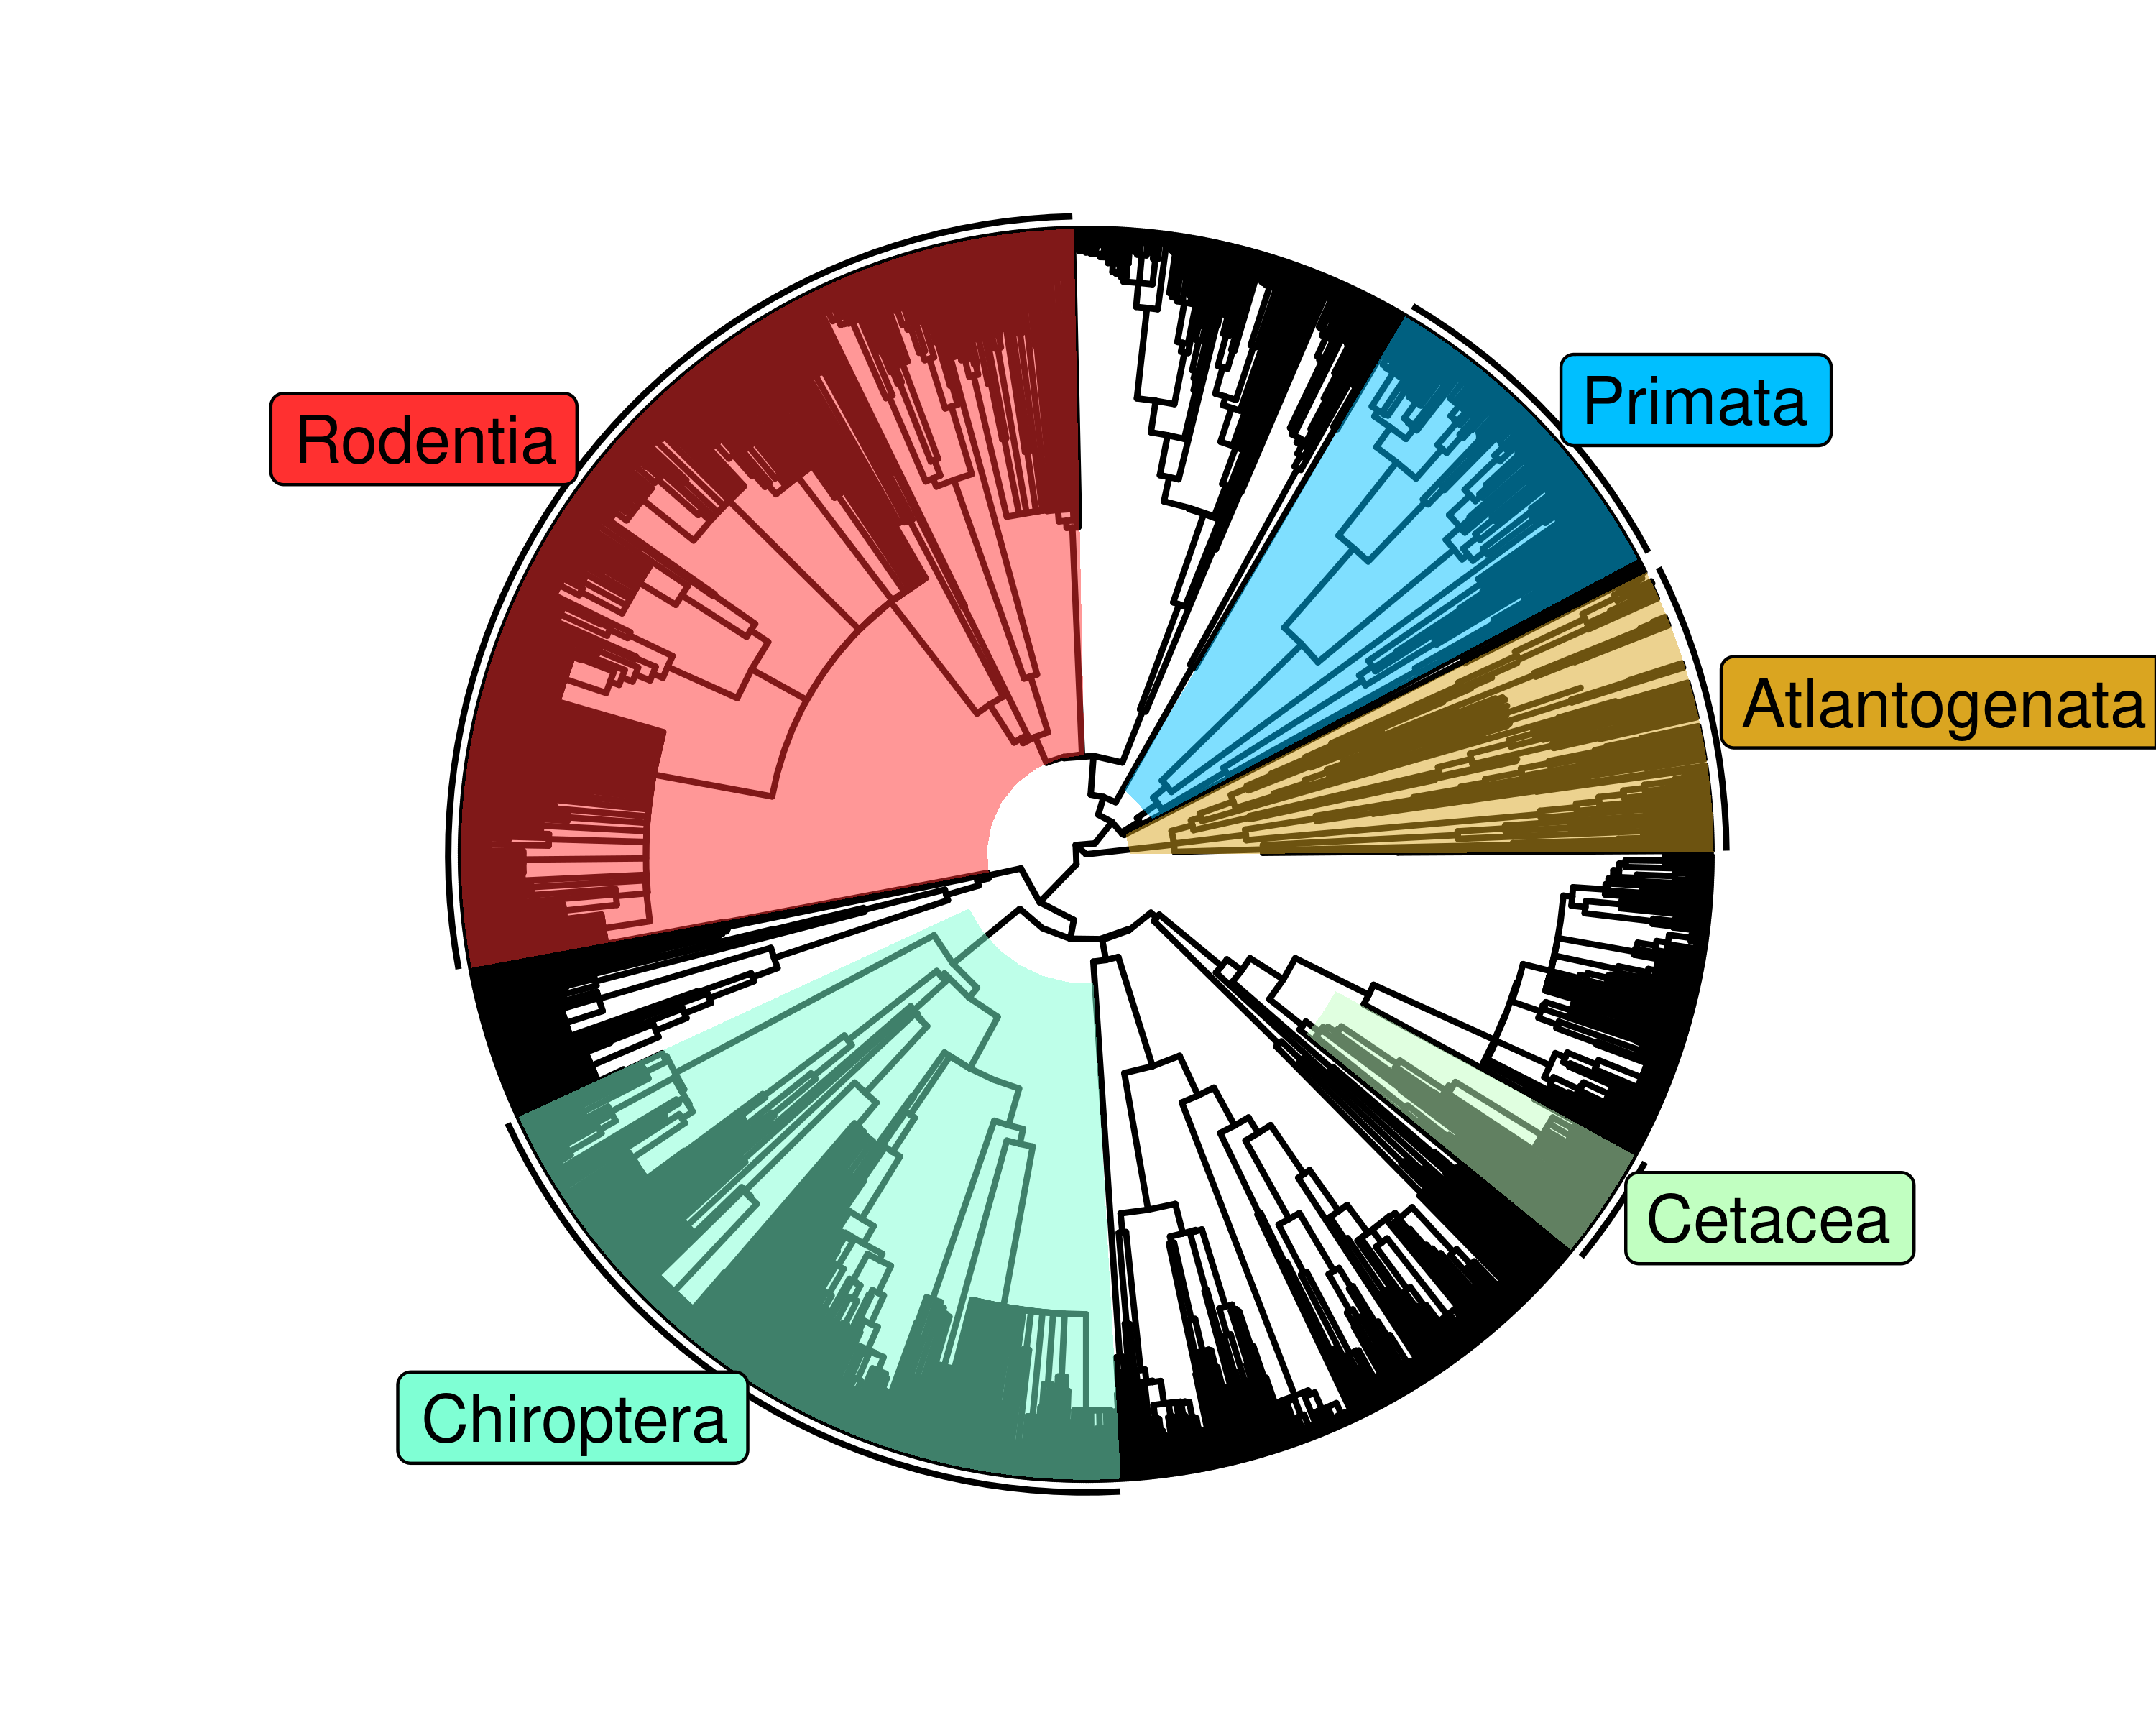 Primata
Rodentia
Atlantogenata
Cetacea
Chiroptera